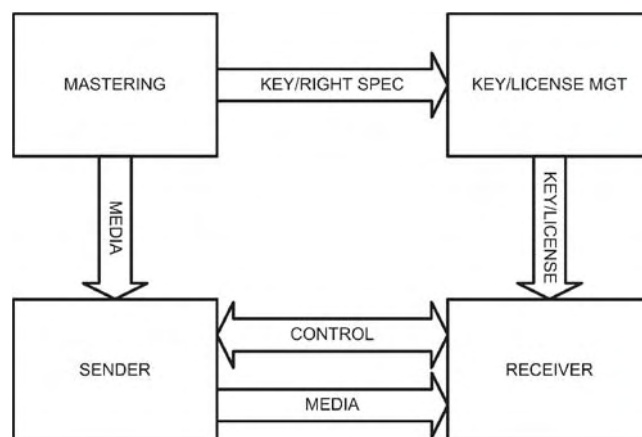 MASTERING
KEY/RIGHT SPEC
KEY/LICENSE MGT
MEDIA
KEY/LICENSE
SENDER
CONTROL
RECEIVER
MEDIA